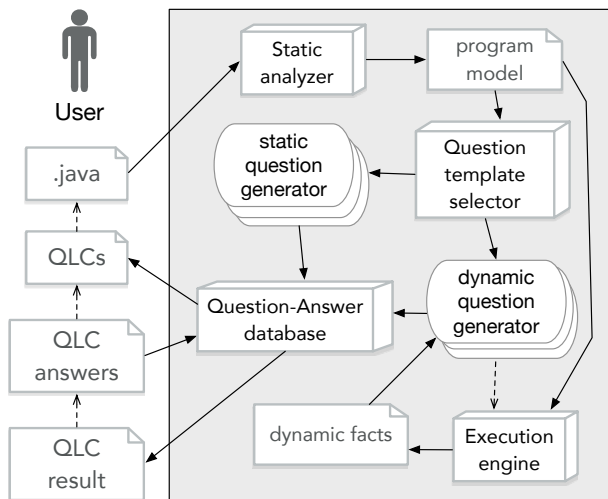 User
Static
analyzer
program
model
.java
static
question
generator
Question
template
selector
QLCs
Question-Answer
database
dynamic
question
generator
QLC
answers
QLC
result
dynamic facts
Execution
engine